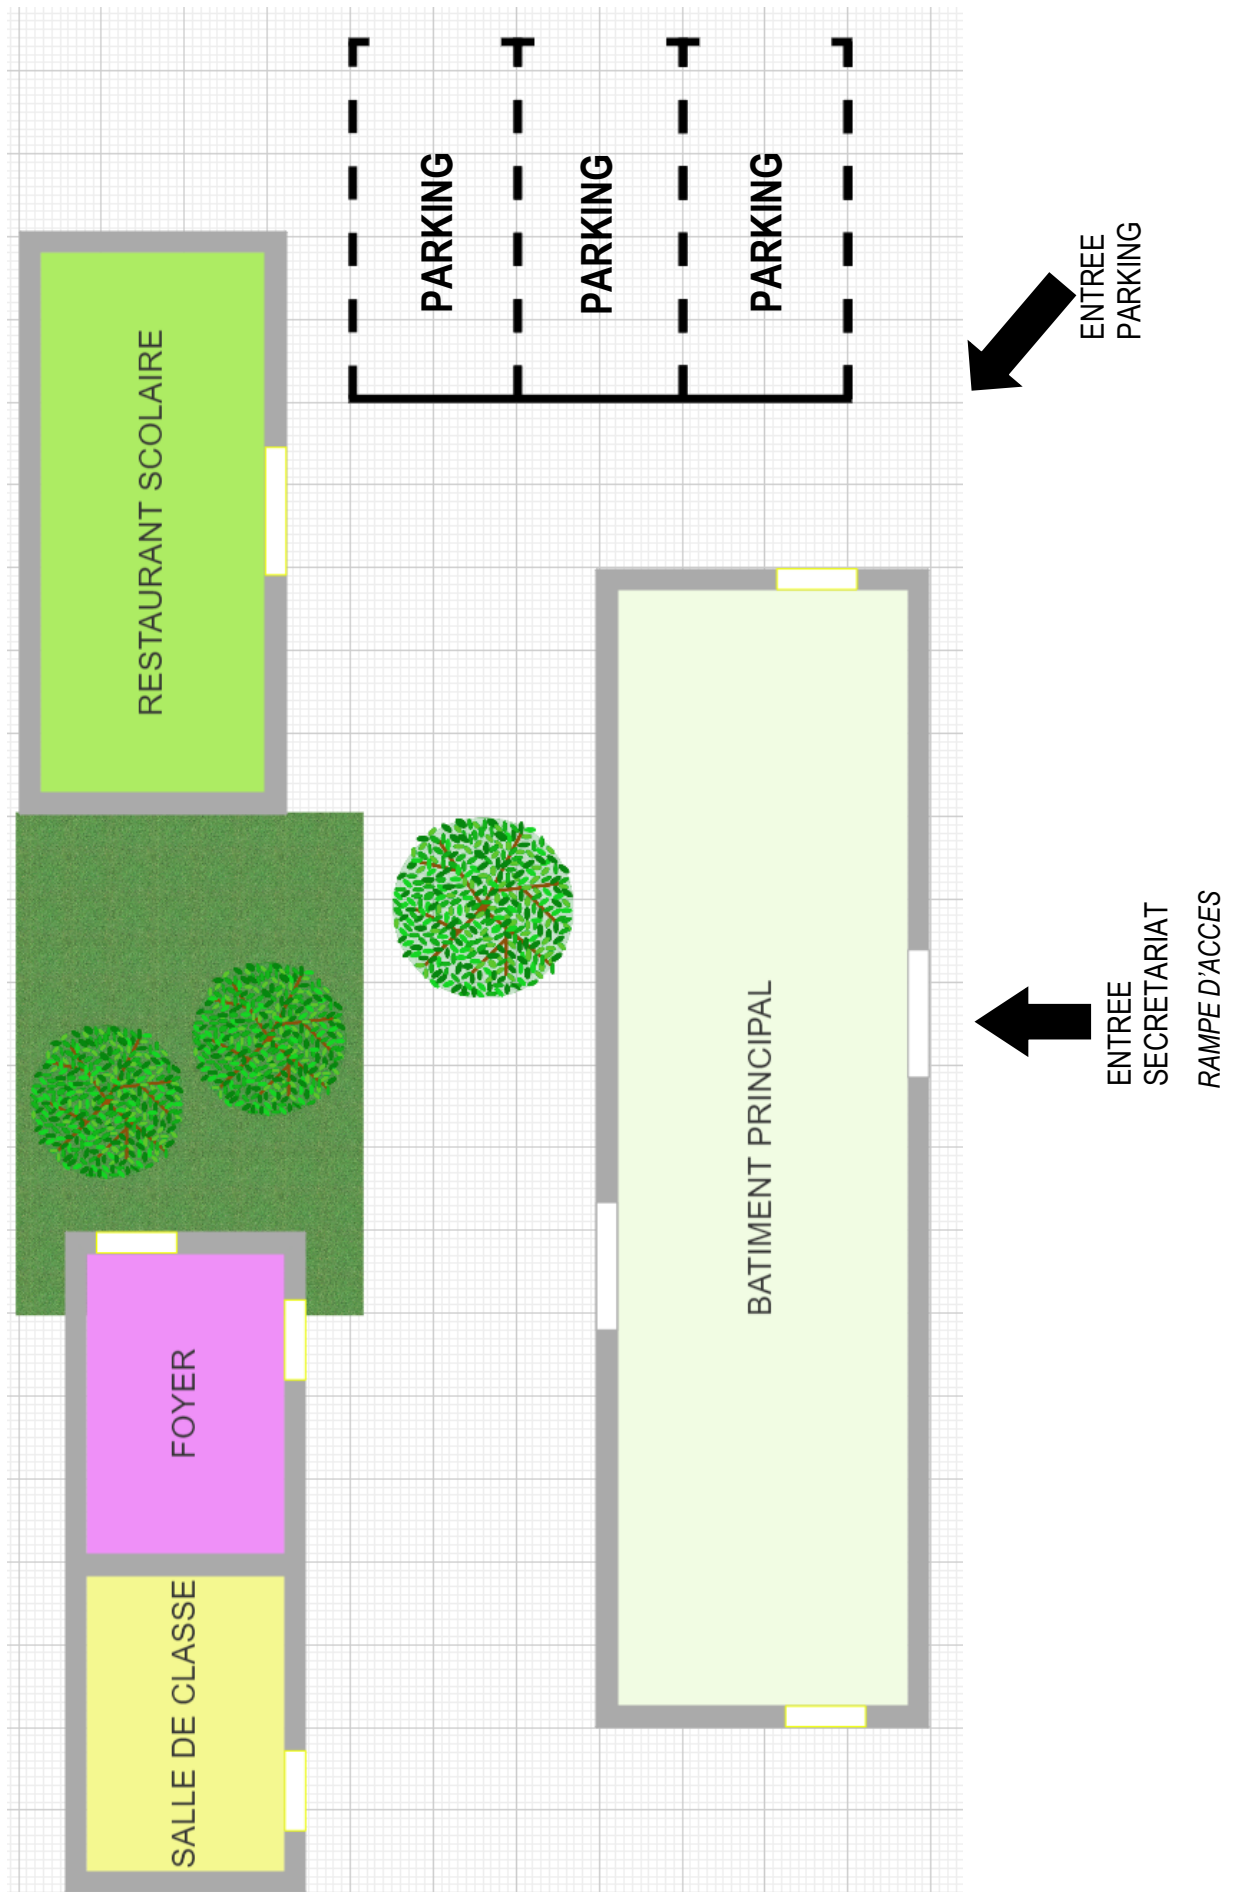 PARKING
PARKING
PARKING
ENTREE
PARKING
RESTAURANT SCOLAIRE
BATIMENT PRINCIPAL
ENTREE
SECRETARIAT
RAMPE D'ACCES
FOYER
SALLE DE CLASSE